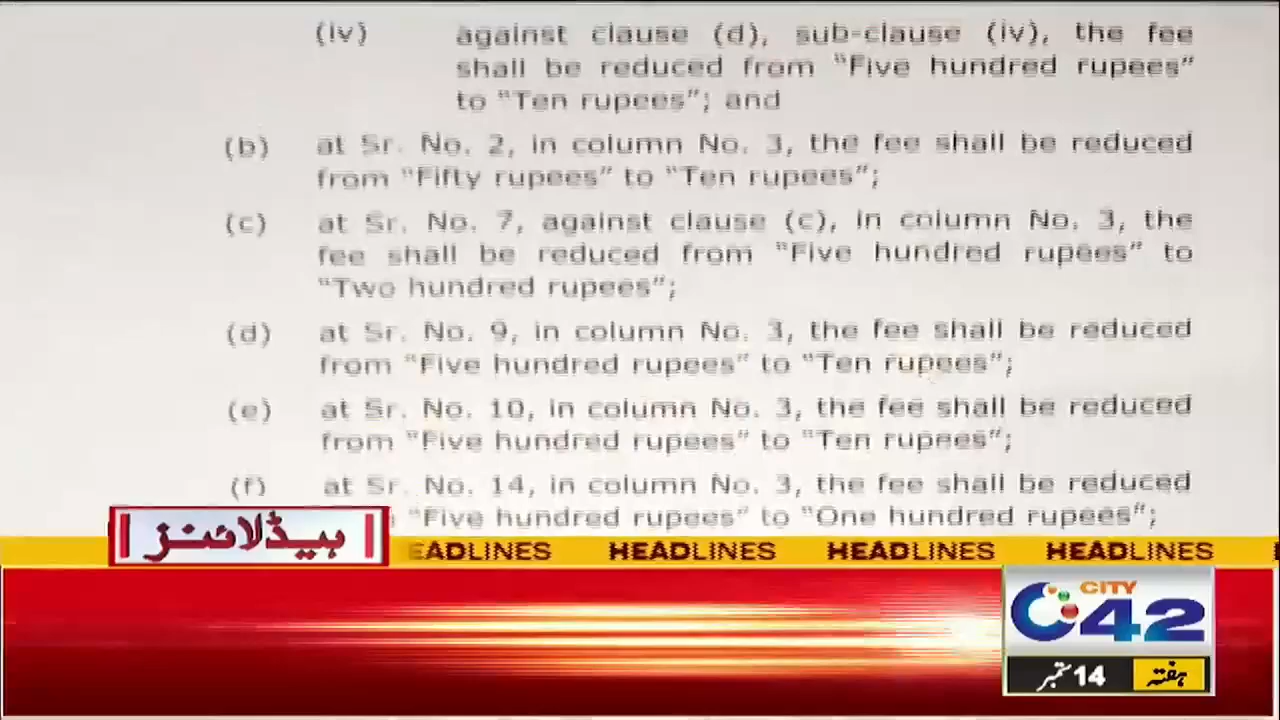 (iv) against clause (d), sub-clause (iv), the fee
shall be reduced from "Five hundred rupees"
to "Ten rupees"; and
(b) at Sr. No. 2, in column No. 3, the fee shall be reduced
from "Fifty rupees" to "Ten rupees";
(c) at Sr. No. 7, against clause (c), in column No. 3, the
fee shall be reduced from "Five hundred rupees" to
"Two hundred rupees";
(d) at Sr. No. 9, in column No. 3, the fee shall be reduced
from "Five hundred rupees" to "Ten rupees";
(e) at Sr. No. 10, in column No. 3, the fee shall be reduced
from "Five hundred rupees" to "Ten rupees";
(f) at Sr. No. 14, in column No. 3, the fee shall be reduced
"Five hundred rupees" to "One hundred rupees";
ہیڈلائنز
EADLINES HEADLINES HEADLINES HEADLINES
CITY
42
ہفتہ 14 ستمبر